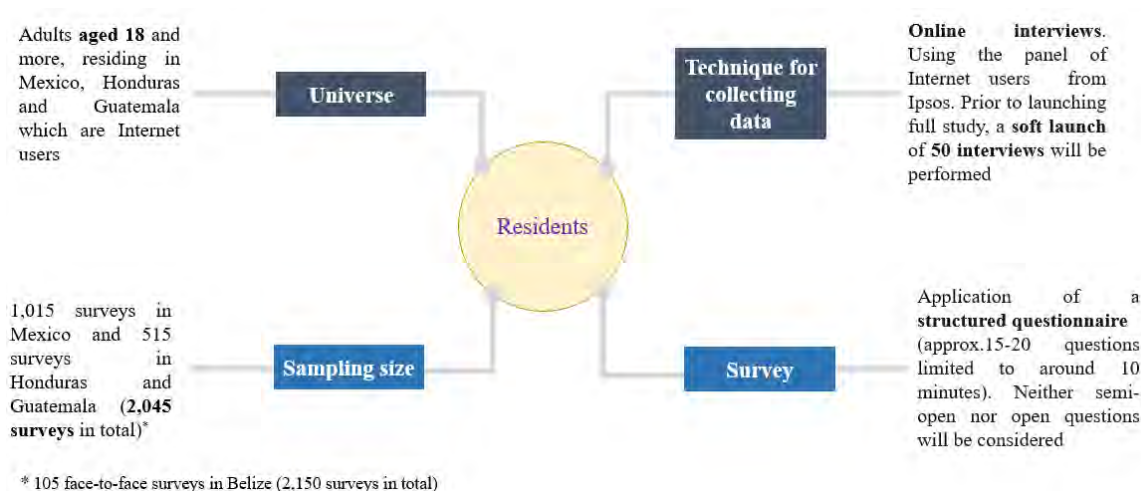 Adults aged 18 and
more, residing in
Mexico, Honduras
and Guatemala
which are Internet
users
Universe
Technique for
collecting
data
Online interviews.
Using the panel of
Internet users from
Ipsos. Prior to launching
full study, a soft launch
of 50 interviews will be
performed
Residents
1,015 surveys in
Mexico and 515
surveys in
Honduras and
Guatemala (2,045
surveys in total)*
Sampling size
Survey
Application of a
structured questionnaire
(approx.15-20 questions
limited to around 10
minutes). Neither semi-
open nor open questions
will be considered
* 105 face-to-face surveys in Belize (2,150 surveys in total)